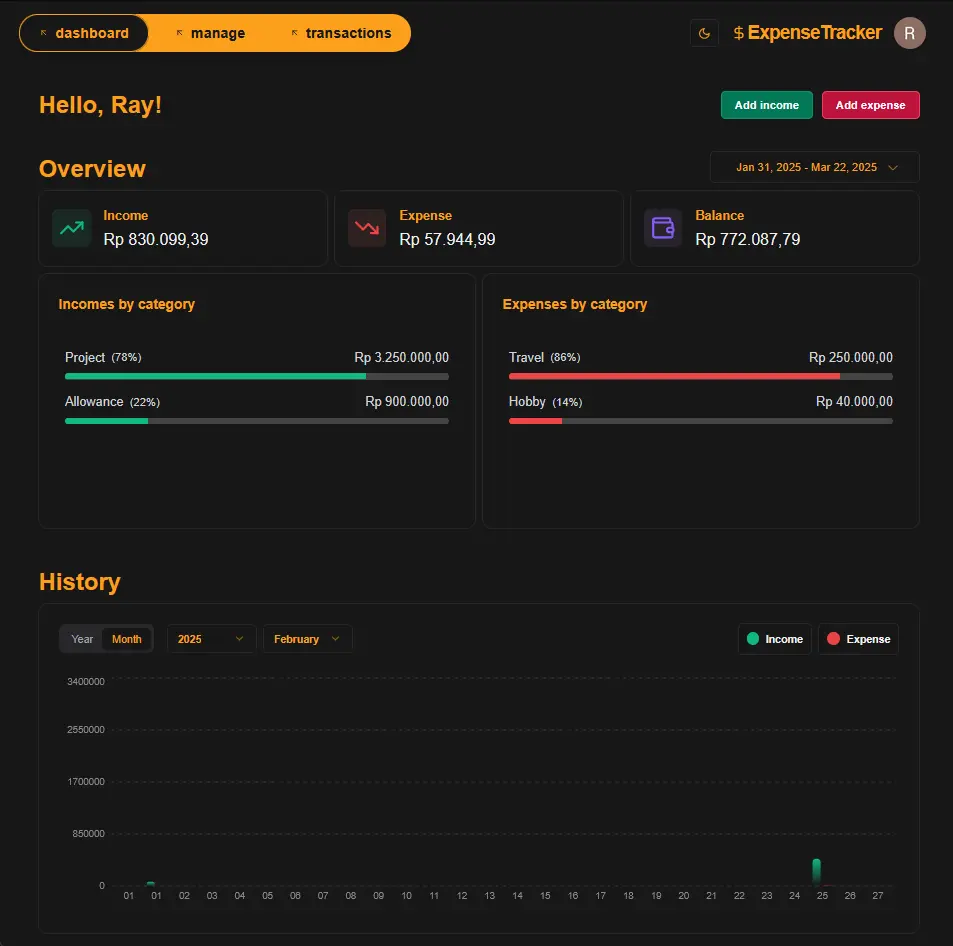 dashboard manage transactions $ ExpenseTracker R
Hello, Ray! Add income Add expense
Overview Jan 31, 2025 - Mar 22, 2025
Income
Rp 830.099,39
Expense
Rp 57.944,99
Balance
Rp 772.087,79
Incomes by category
Project (78%) Rp 3.250.000,00
Allowance (22%) Rp 900.000,00
Expenses by category
Travel (86%) Rp 250.000,00
Hobby (14%) Rp 40.000,00
History
Year Month 2025 February Income Expense
3400000
2550000
1700000
850000
0
01 01 02 03 04 05 06 07 08 09 10 11 12 13 14 15 16 17 18 19 20 21 22 23 24 25 26 27